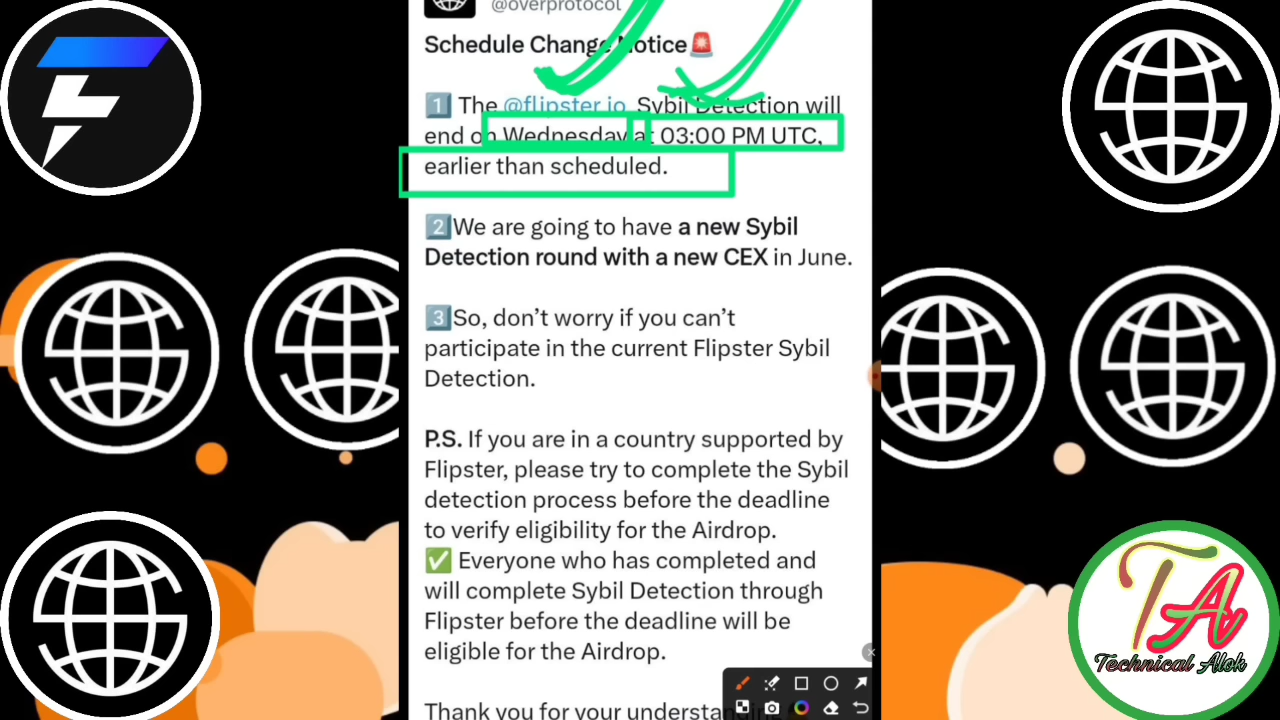 @overprotocol
Schedule Change Notice🚨
1️⃣ The @flipster_io Sybil Detection will
end on Wednesday at 03:00 PM UTC,
earlier than scheduled.
2️⃣We are going to have a new Sybil
Detection round with a new CEX in June.
3️⃣So, don’t worry if you can’t
participate in the current Flipster Sybil
Detection.
P.S. If you are in a country supported by
Flipster, please try to complete the Sybil
detection process before the deadline
to verify eligibility for the Airdrop.
✅ Everyone who has completed and
will complete Sybil Detection through
Flipster before the deadline will be
eligible for the Airdrop.
Thank you for your understanding
TA
Technical Alok